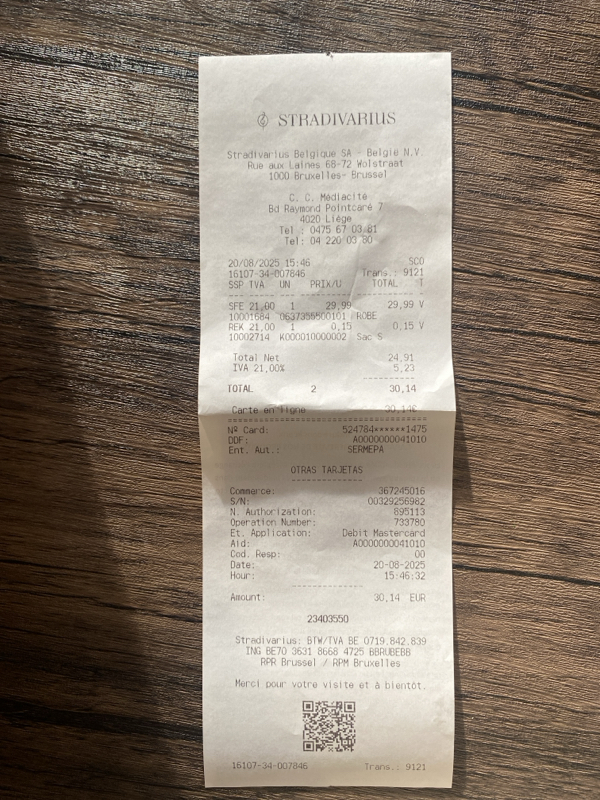 STRADIVARIUS
Stradivarius Belgique SA - België N.V
Rue aux Laines 68-72 Wolstraat
1000 Bruxelles- Brussel
C. C. Médiacité
Bd Raymond Pointcaré 7
4020 Liège
Tel : 0475 67 03 81
Tel: 04 220 03 80
20/08/2025 15:46 SCO
16107-34-007846 Trans.: 9121
SSP TVA UN PRIX/U TOTAL T
SFE 21,00 1 29,99 29,99 V
10001684 0637355500101 ROBE
REK 21,00 1 0,15 0,15 V
10002714 K000010000002 Sac S
Total Net 24,91
IVA 21,00% 5,23
TOTAL 2 30,14
Carte en ligne 30,14€
Nº Card: 524784******1475
DDF: A0000000041010
Ent. Aut.: SERMEPA
OTRAS TARJETAS
Commerce: 367245016
S/N: 00329256982
N. Authorization: 695113
Operation Number: 733780
Et. Application: Debit Mastercard
Aid: A0000000041010
Cod. Resp: 00
Date: 20-08-2025
Hour: 15:46:32
Amount: 30,14 EUR
23403550
Stradivarius: BTW/TVA BE 0719.842.839
ING BE70 3631 8668 4725 BBRUBEBB
RPR Brussel / RPM Bruxelles
Merci pour votre visite et à bientôt.
16107-34-007846 Trans.: 9121